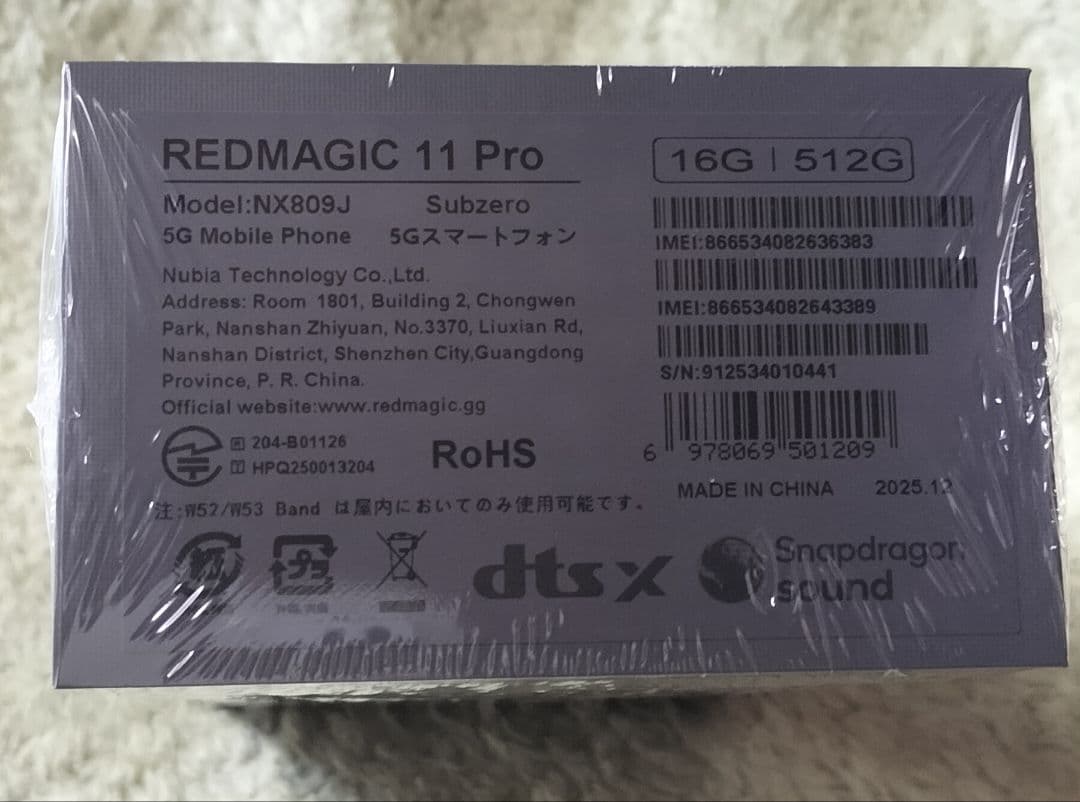 REDMAGIC 11 Pro
16G | 512G
Model:NX809J Subzero
5G Mobile Phone 5Gスマートフォン
IMEI:866534082636383
Nubia Technology Co.,Ltd.
Address: Room 1801, Building 2, Chongwen
Park, Nanshan Zhiyuan, No.3370, Liuxian Rd,
Nanshan District, Shenzhen City,Guangdong
Province, P. R. China.
Official website:www.redmagic.gg
IMEI:866534082643389
S/N:912534010441
6 978069 501209
R 204-B01126
T HPQ250013204
RoHS
MADE IN CHINA 2025.12
注:W52/W53 Band は屋内においてのみ使用可能です。
プラ
dts X
Snapdragon
sound